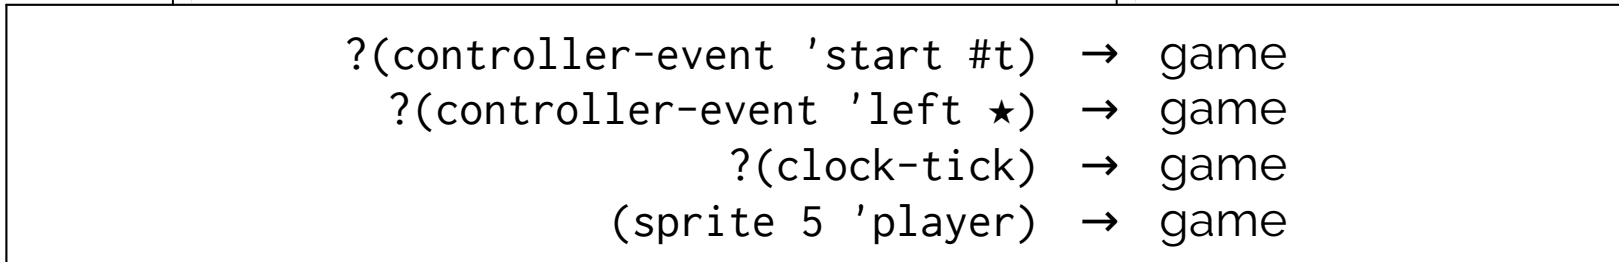 ?(controller-event 'start #t) → game
?(controller-event 'left ★) → game
?(clock-tick) → game
(sprite 5 'player) → game